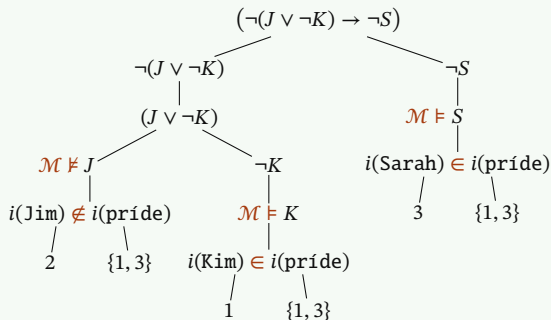 (¬(J ∨ ¬K) → ¬S)
¬(J ∨ ¬K) ¬S
(J ∨ ¬K) ℳ ⊨ S
ℳ ⊭ J ¬K i(Sarah) ∈ i(príde)
i(Jim) ∉ i(príde) ℳ ⊨ K 3 {1, 3}
2 {1, 3} i(Kim) ∈ i(príde)
1 {1, 3}